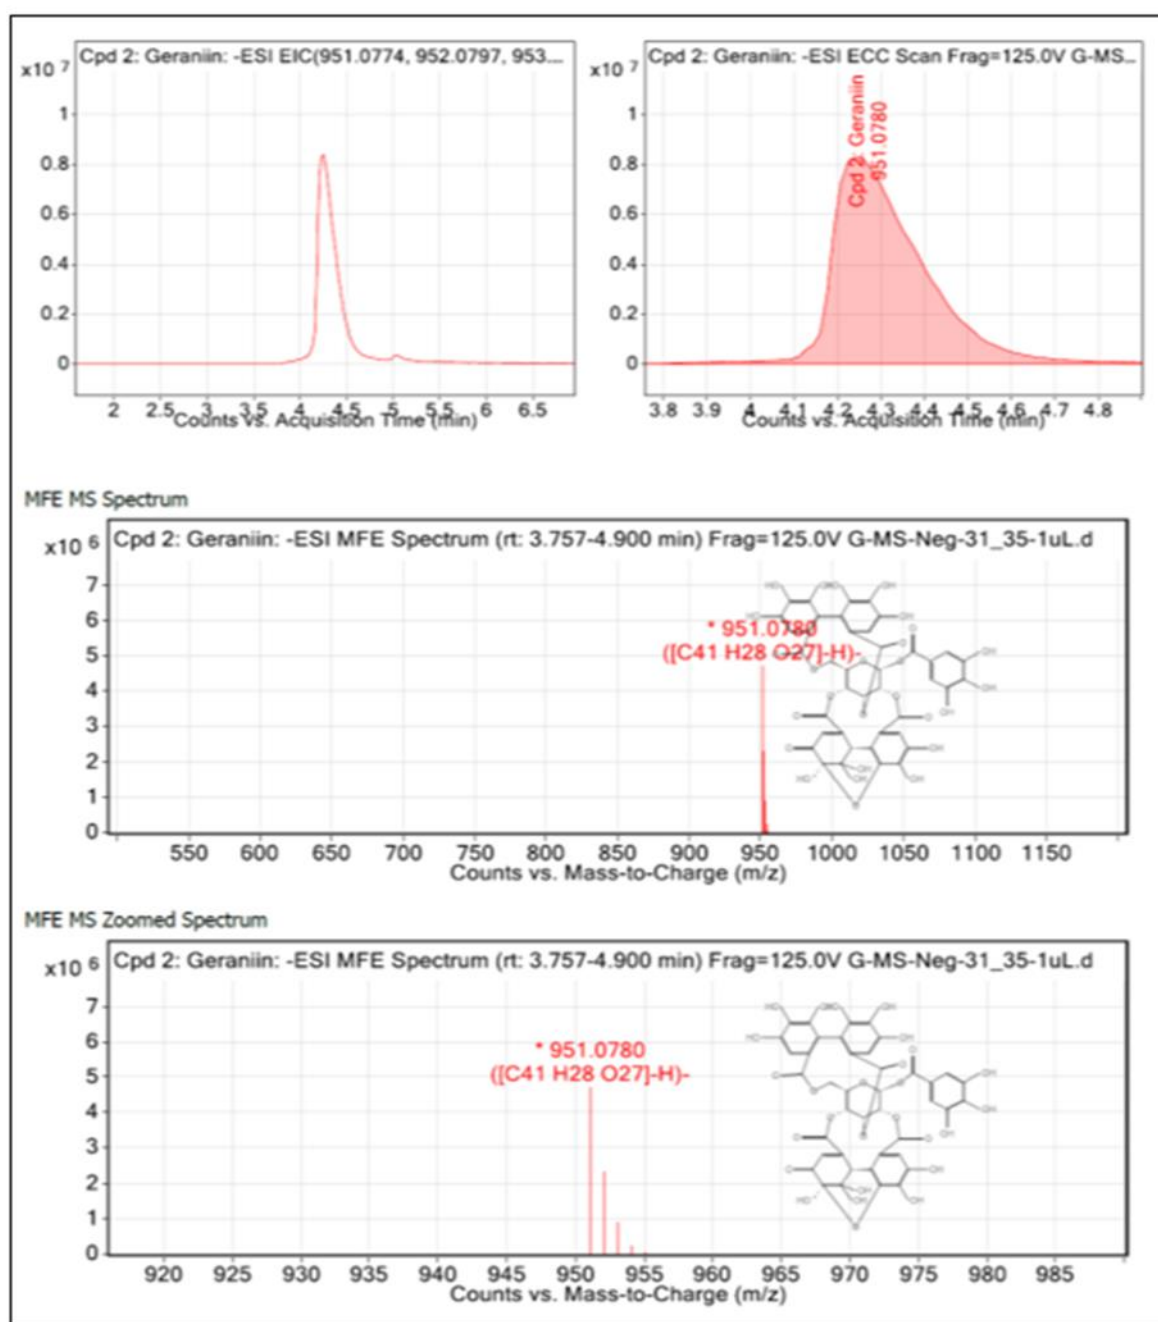 Cpd 2: Geraniin: -ESI EIC(951.0774, 952.0797, 953....
x10 7
1
0.8
0.6
0.4
0.2
0
2 2.5 3 3.5 4 4.5 5 5.5 6 6.5
Counts vs. Acquisition Time (min)
Cpd 2: Geraniin: -ESI ECC Scan Frag=125.0V G-MS...
x10 7
Cpd 2: Geraniin
951.0780
1
0.8
0.6
0.4
0.2
0
3.8 3.9 4 4.1 4.2 4.3 4.4 4.5 4.6 4.7 4.8
Counts vs. Acquisition Time (min)
MFE MS Spectrum
Cpd 2: Geraniin: -ESI MFE Spectrum (rt: 3.757-4.900 min) Frag=125.0V G-MS-Neg-31_35-1uL.d
x10 6
7
6
5
4
3
2
1
0
* 951.0780
([C41 H28 O27]-H)-
550 600 650 700 750 800 850 900 950 1000 1050 1100 1150
Counts vs. Mass-to-Charge (m/z)
MFE MS Zoomed Spectrum
Cpd 2: Geraniin: -ESI MFE Spectrum (rt: 3.757-4.900 min) Frag=125.0V G-MS-Neg-31_35-1uL.d
x10 6
7
6
5
4
3
2
1
0
* 951.0780
([C41 H28 O27]-H)-
920 925 930 935 940 945 950 955 960 965 970 975 980 985
Counts vs. Mass-to-Charge (m/z)